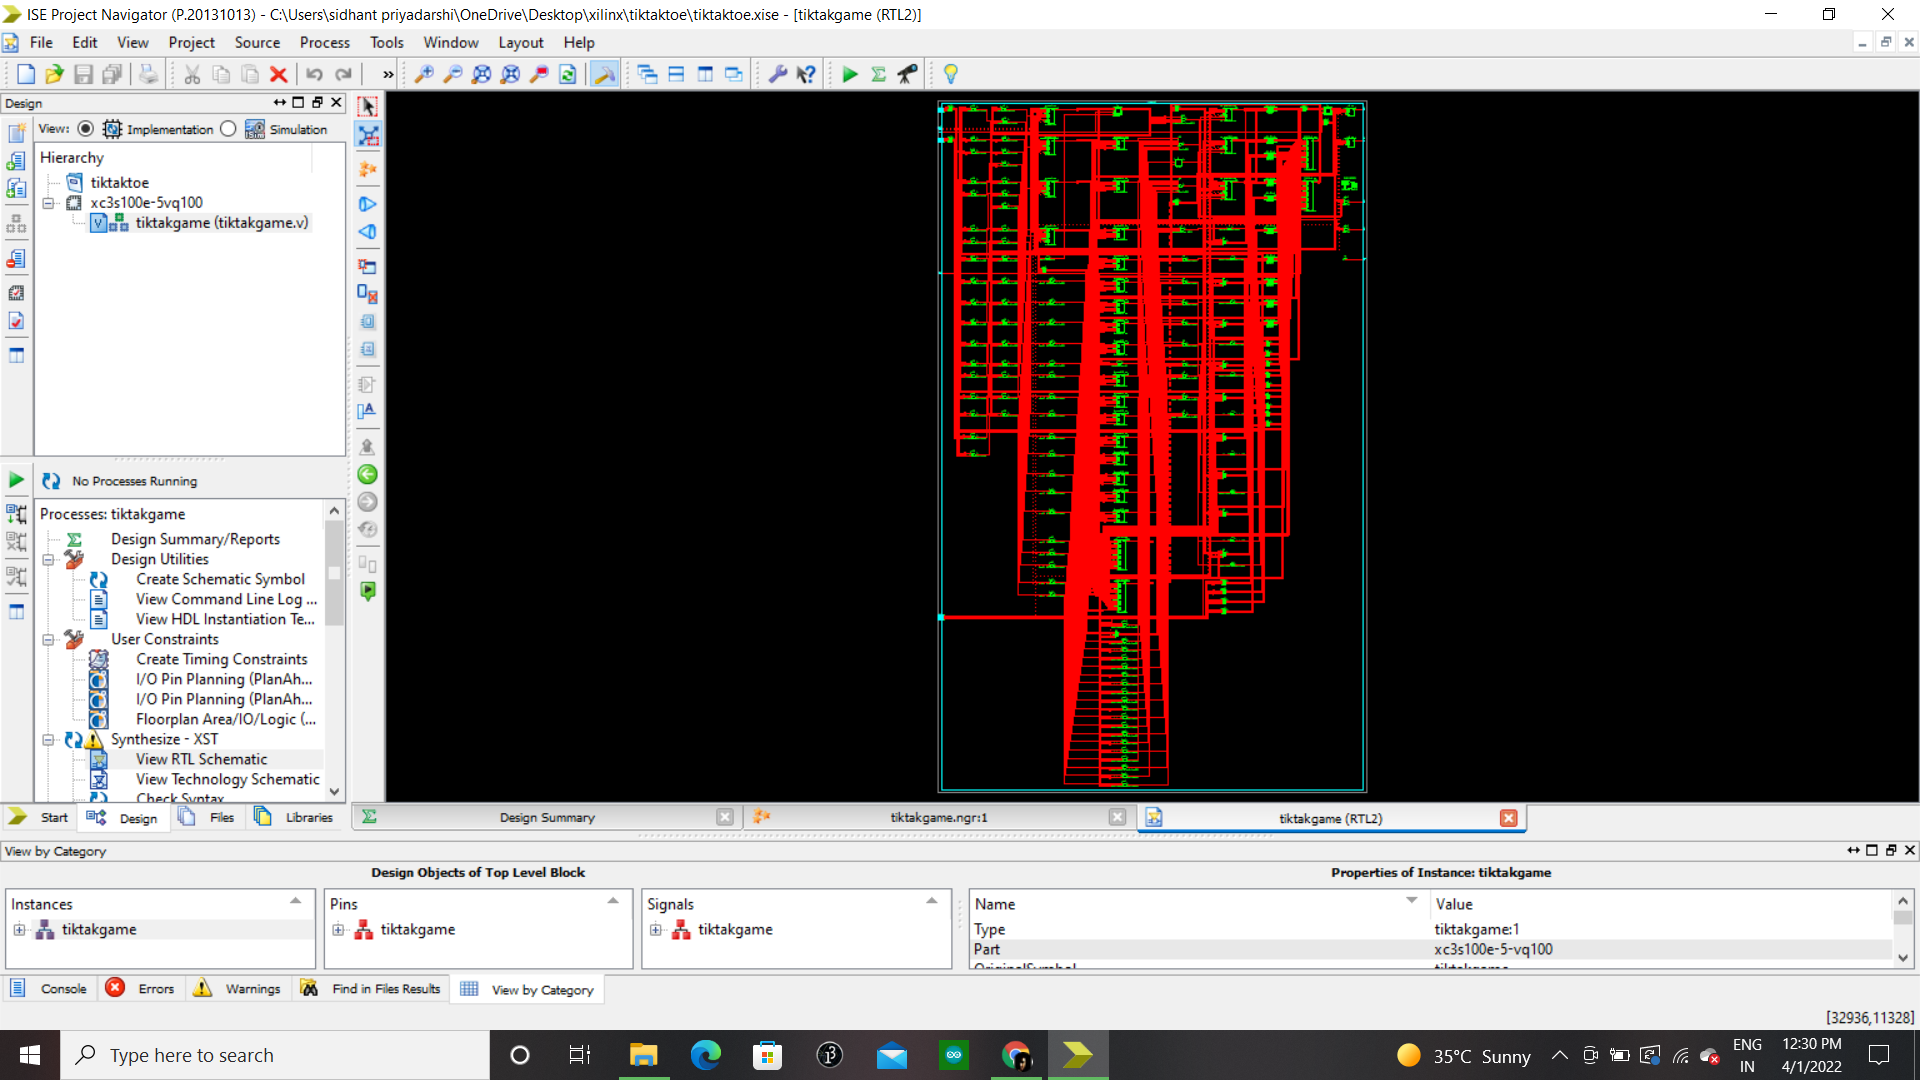 ISE Project Navigator (P.20131013) - C:\Users\sidhant priyadarshi\OneDrive\Desktop\xilinx\tiktaktoe\tiktaktoe.xise - [tiktakgame (RTL2)]
File Edit View Project Source Process Tools Window Layout Help
Design
View: Implementation Simulation
Hierarchy
tiktaktoe
xc3s100e-5vq100
tiktakgame (tiktakgame.v)
No Processes Running
Processes: tiktakgame
Design Summary/Reports
Design Utilities
Create Schematic Symbol
View Command Line Log ...
View HDL Instantiation Te...
User Constraints
Create Timing Constraints
I/O Pin Planning (PlanAh...
I/O Pin Planning (PlanAh...
Floorplan Area/IO/Logic (...
Synthesize - XST
View RTL Schematic
View Technology Schematic
Check Syntax
Start Design Files Libraries
Design Summary tiktakgame.ngr:1 tiktakgame (RTL2)
View by Category
Design Objects of Top Level Block Properties of Instance: tiktakgame
Instances Pins Signals Name Value
tiktakgame tiktakgame tiktakgame Type tiktakgame:1
Part xc3s100e-5-vq100
OriginalSymbol tiktakgame
Console Errors Warnings Find in Files Results View by Category
[32936,11328]
Type here to search
35°C Sunny
ENG
IN
12:30 PM
4/1/2022